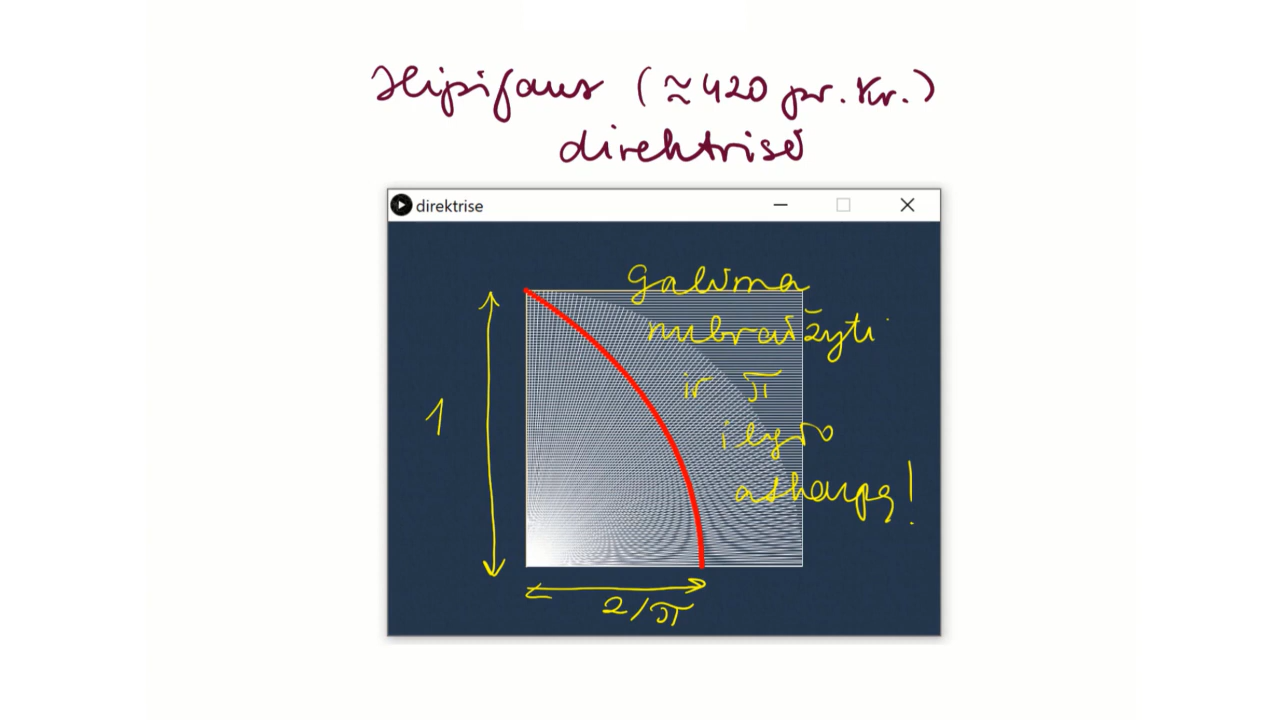 Hipijaus (≈420 pr. Kr.)
direktrisė
direktrise
Galima
nubraižyti
ir π
ilgio
atkarpą!
1
2/π